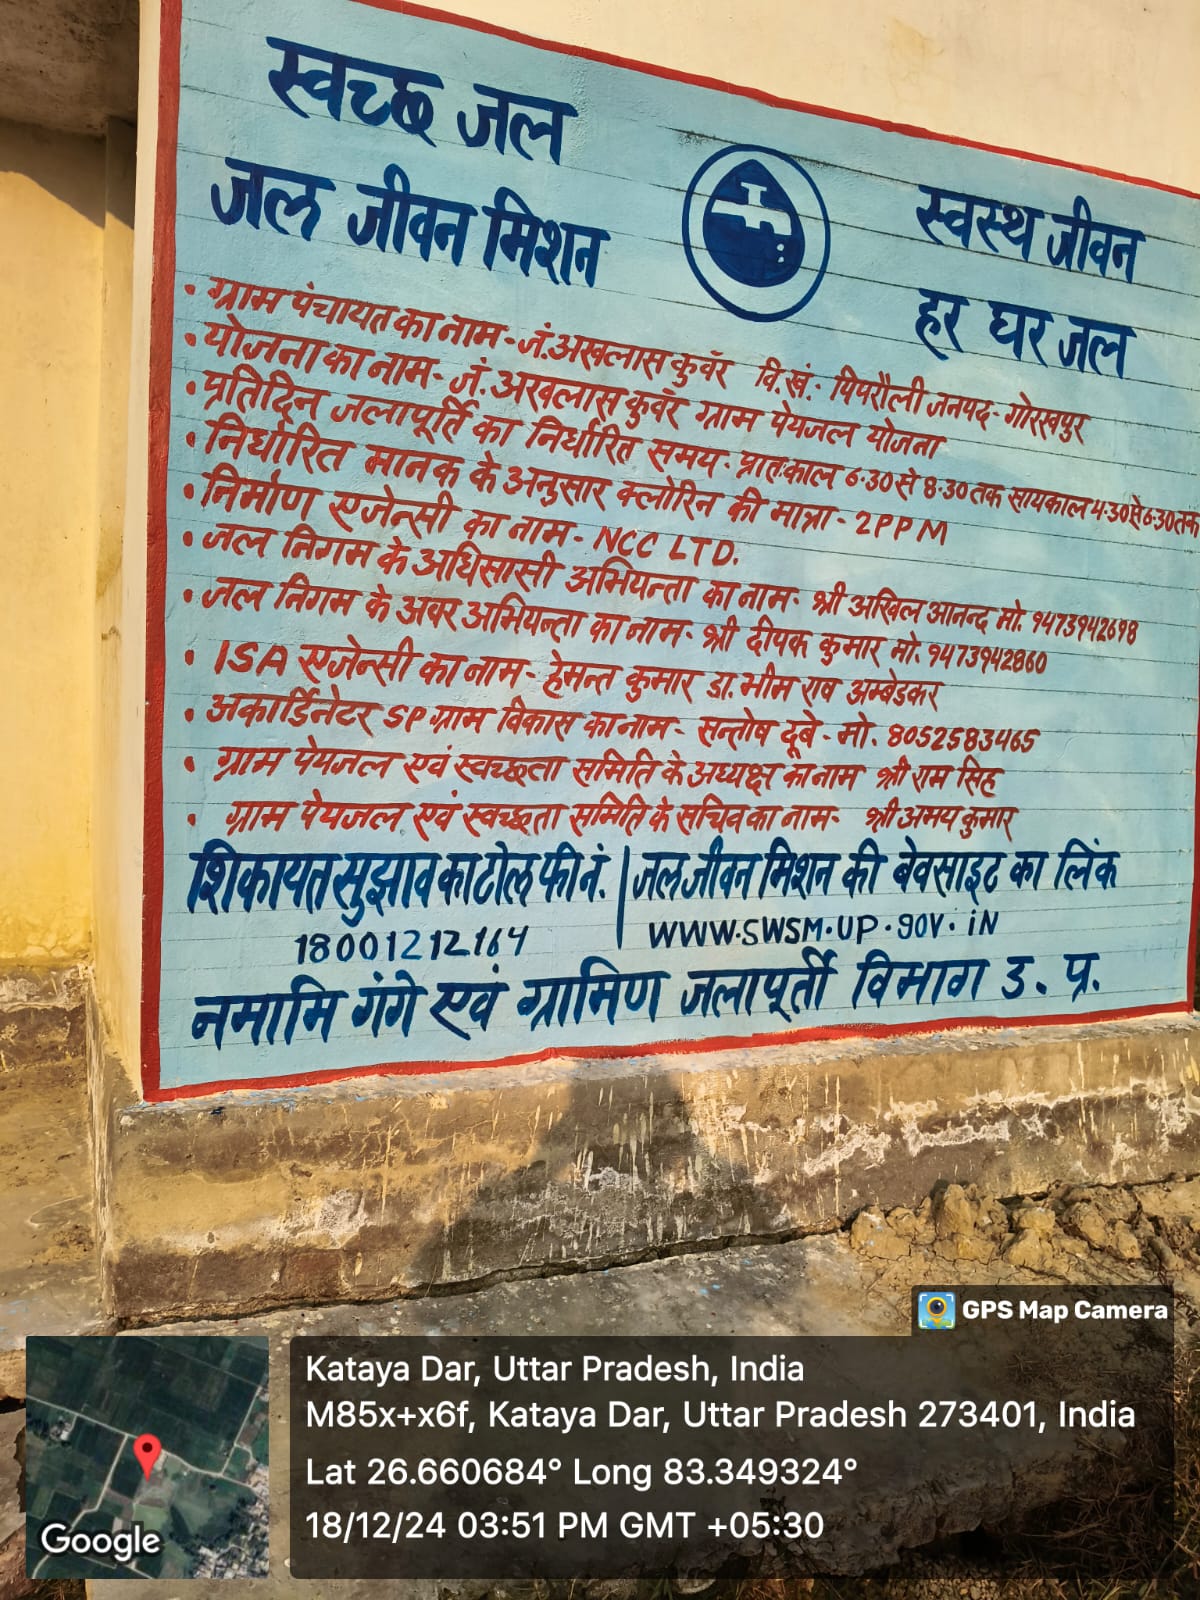 स्वच्छ जल
जल जीवन मिशन
स्वस्थ जीवन
हर घर जल
• ग्राम पंचायत का नाम - जं. अखलास कुवॅर वि.खं.- पिपरौली जनपद - गोरखपुर
• योजना का नाम - जं. अखलास कुवॅर ग्राम पेयजल योजना
• प्रतिदिन जलापूर्ति का निर्धारित समय - प्रातःकाल 6.30 से 8.30 तक सायकाल 4.30 से 6.30 तक
• निर्धारित मानक के अनुसार क्लोरिन की मात्रा - 2PPM
• निर्माण एजेन्सी का नाम - NCC LTD.
• जल निगम के अधिसासी अभियन्ता का नाम - श्री अखिल आनन्द मो. 9473942698
• जल निगम के अवर अभियन्ता का नाम - श्री दीपक कुमार मो. 9473942860
• ISA एजेन्सी का नाम - हेमन्त कुमार डा. भीम राव अम्बेडकर
• अकार्डिनेटर SP ग्राम विकास का नाम - सन्तोष दूबे - मो. 8052583465
• ग्राम पेयजल एवं स्वच्छता समिति के अध्यक्ष का नाम श्री राम सिंह
• ग्राम पेयजल एवं स्वच्छता समिति के सचिव का नाम - श्री अमय कुमार
शिकायत सुझाव का टोल फ्री नं.
18001212164
जल जीवन मिशन की बेवसाइट का लिंक
WWW.SWSM.UP.GOV.IN
नमामि गंगे एवं ग्रामिण जलापूर्ती विभाग उ. प्र.
GPS Map Camera
Kataya Dar, Uttar Pradesh, India
M85x+x6f, Kataya Dar, Uttar Pradesh 273401, India
Lat 26.660684° Long 83.349324°
18/12/24 03:51 PM GMT +05:30
Google